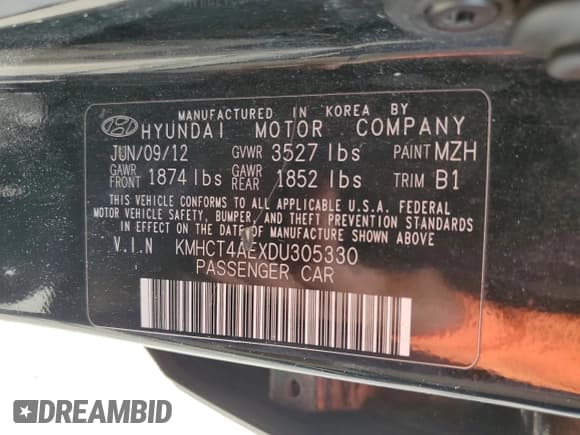 MANUFACTURED IN KOREA BY
HYUNDAI MOTOR COMPANY
JUN/09/12 GVWR 3527 lbs PAINT MZH
GAWR FRONT 1874 lbs GAWR REAR 1852 lbs TRIM B1
THIS VEHICLE CONFORMS TO ALL APPLICABLE U.S.A. FEDERAL
MOTOR VEHICLE SAFETY, BUMPER, AND THEFT PREVENTION STANDARDS
IN EFFECT ON THE DATE OF MANUFACTURE SHOWN ABOVE
V.I.N KMHCT4AEXDU305330
PASSENGER CAR
DREAMBID